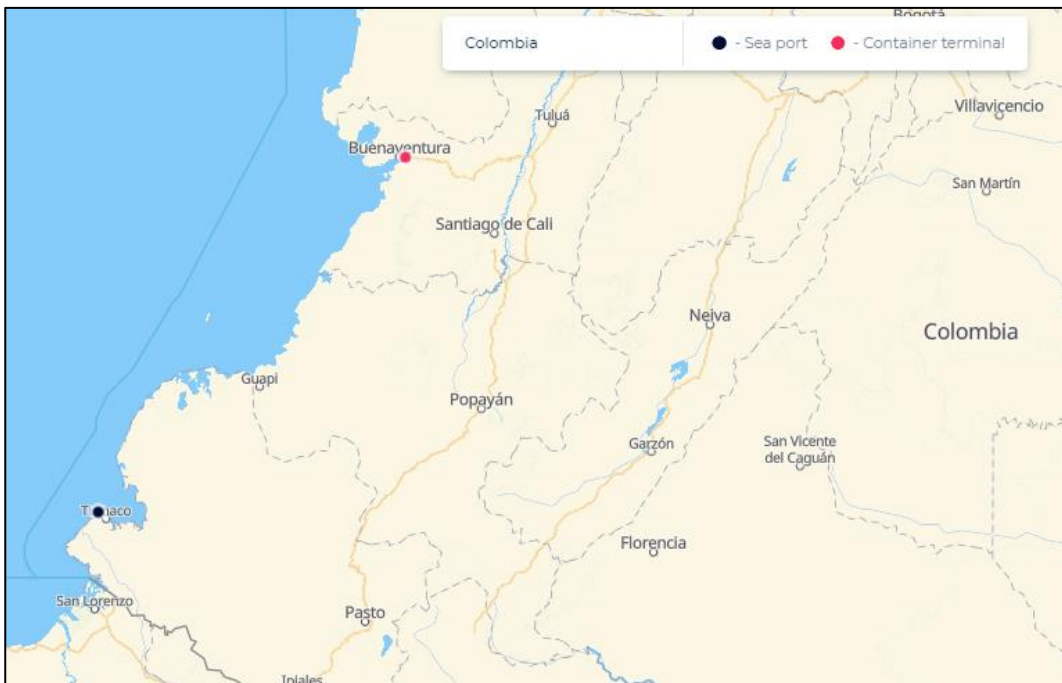 Bogotá
Colombia
- Sea port
- Container terminal
Villavicencio
Tuluá
Buenaventura
San Martín
Santiago de Cali
Neiva
Colombia
Guapi
Popayán
Garzón
San Vicente
del Caguán
Florencia
San Lorenzo
Pasto
Ipiales